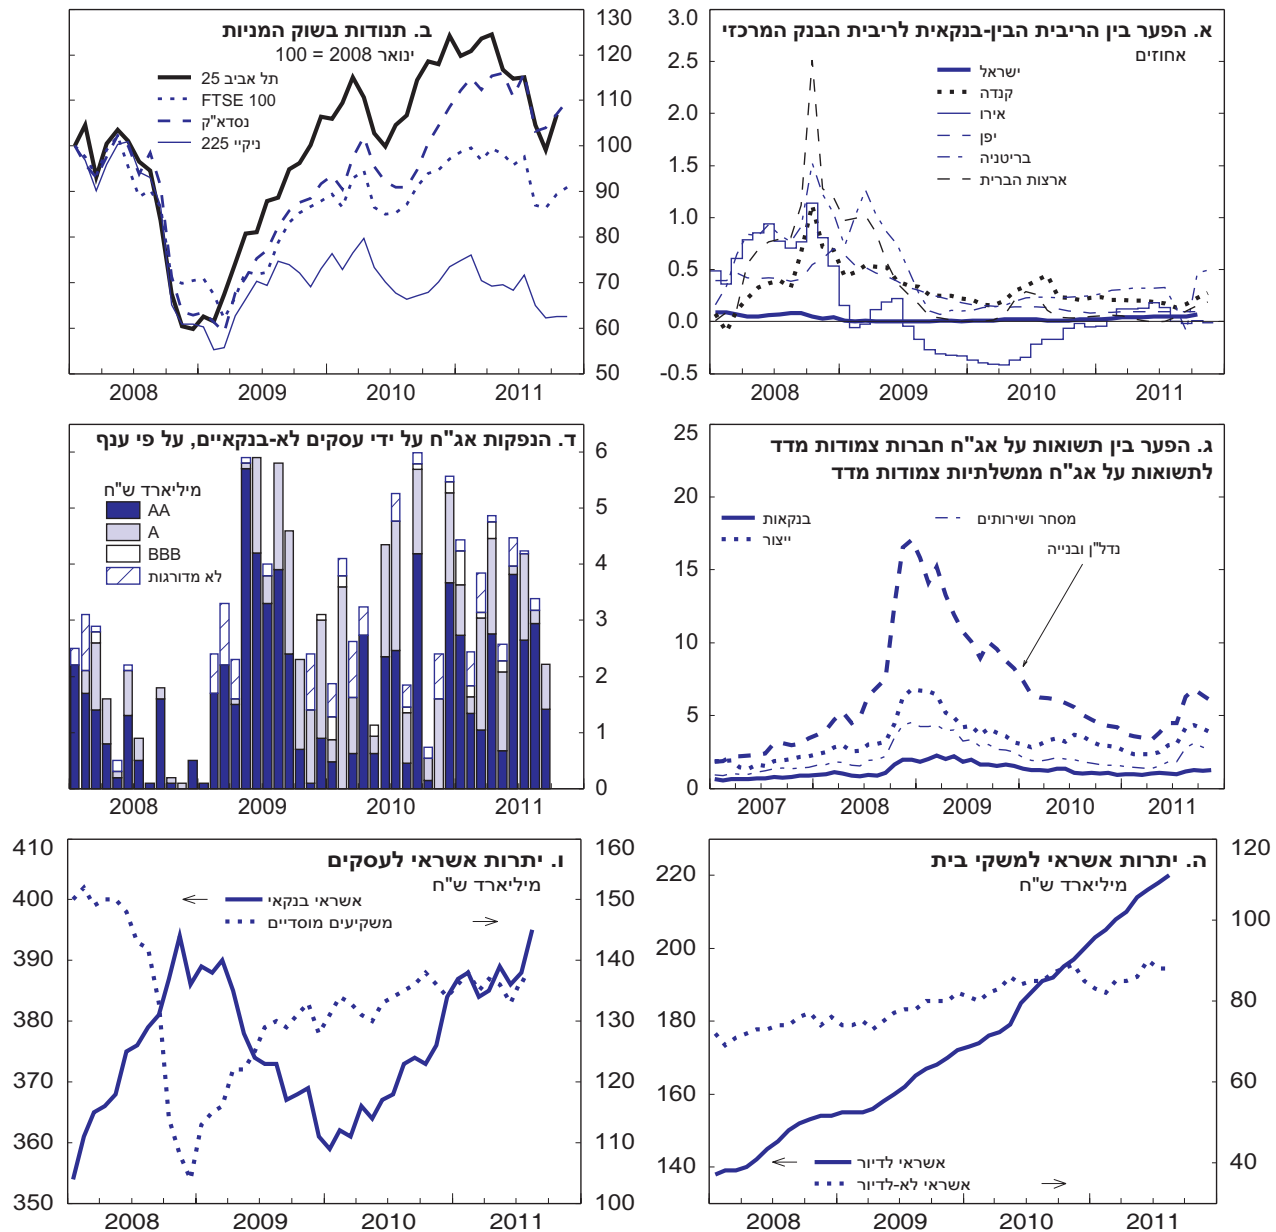 א. הפער בין הריבית הבין-בנקאית לריבית הבנק המרכזי
אחוזים
ישראל
קנדה
אירו
יפן
בריטניה
ארצות הברית
3.0
2.5
2.0
1.5
1.0
0.5
0.0
-0.5
2008
2009
2010
2011
ב. תנודות בשוק המניות
ינואר 2008 = 100
תל אביב 25
FTSE 100
נסדא"ק
ניקיי 225
130
120
110
100
90
80
70
60
50
2008
2009
2010
2011
ג. הפער בין תשואות על אג"ח חברות צמודות מדד
לתשואות על אג"ח ממשלתיות צמודות מדד
בנקאות
ייצור
מסחר ושירותים
נדל"ן ובנייה
25
20
15
10
5
0
2007
2008
2009
2010
2011
ד. הנפקות אג"ח על ידי עסקים לא-בנקאיים, על פי ענף
מיליארד ש"ח
AA
A
BBB
לא מדורגות
6
5
4
3
2
1
0
2008
2009
2010
2011
ה. יתרות אשראי למשקי בית
מיליארד ש"ח
220
200
180
160
140
120
100
80
60
40
אשראי לדיור
אשראי לא-לדיור
2008
2009
2010
2011
ו. יתרות אשראי לעסקים
מיליארד ש"ח
אשראי בנקאי
משקיעים מוסדיים
410
400
390
380
370
360
350
160
150
140
130
120
110
100
2008
2009
2010
2011